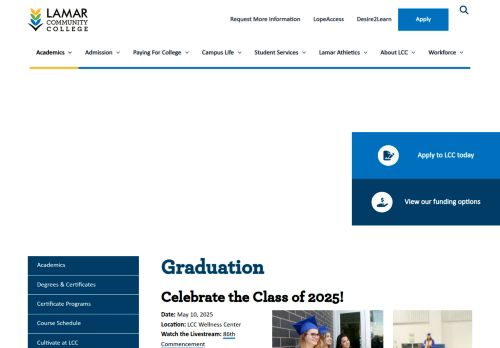 LAMAR
COMMUNITY
COLLEGE
Request More Information LopeAccess Desire2Learn Apply
Academics Admission Paying For College Campus Life Student Services Lamar Athletics About LCC Workforce
Apply to LCC today
View our funding options
Academics
Degrees & Certificates
Certificate Programs
Course Schedule
Cultivate at LCC
Graduation
Celebrate the Class of 2025!
Date: May 10, 2025
Location: LCC Wellness Center
Watch the Livestream: 86th
Commencement